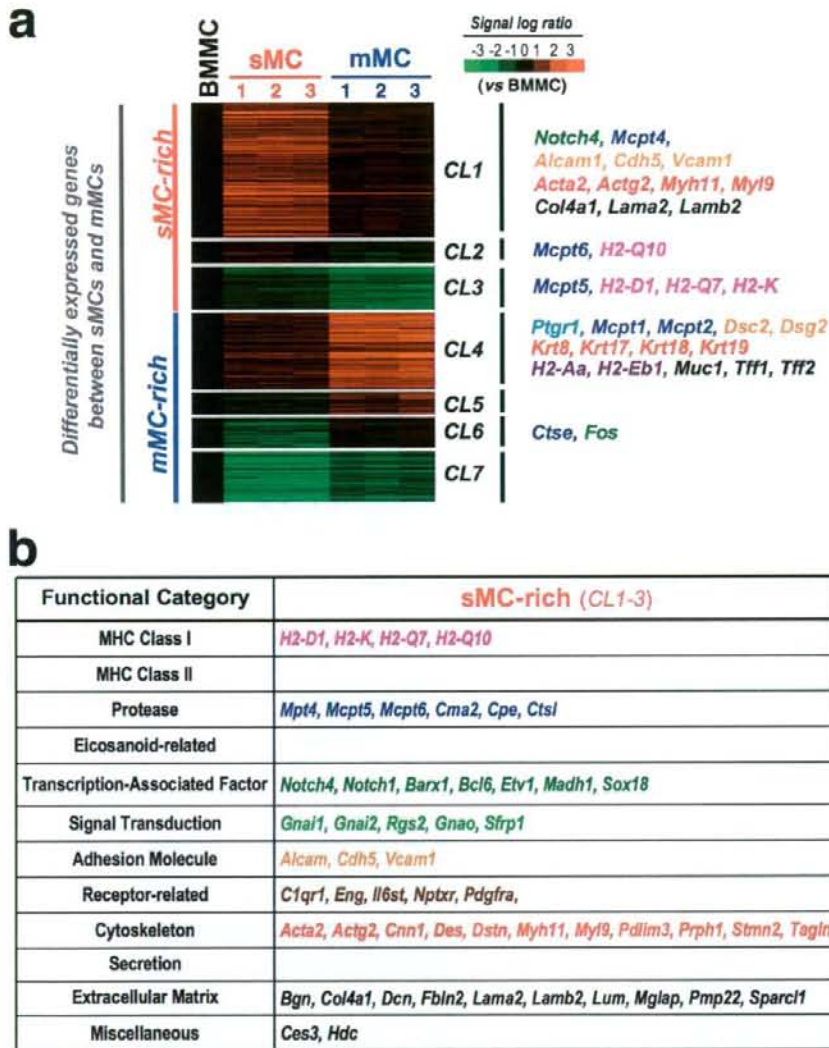 a
Signal log ratio
-3 -2 -1 0 1 2 3
(vs BMMC)
BMMC
sMC
mMC
1 2 3
1 2 3
Differentially expressed genes
between sMCs and mMCs
sMC-rich
mMC-rich
CL1
Notch4, Mcpt4,
Alcam1, Cdh5, Vcam1
Acta2, Actg2, Myh11, Myl9
Col4a1, Lama2, Lamb2
CL2
Mcpt6, H2-Q10
CL3
Mcpt5, H2-D1, H2-Q7, H2-K
CL4
Ptgr1, Mcpt1, Mcpt2, Dsc2, Dsg2
Krt8, Krt17, Krt18, Krt19
H2-Aa, H2-Eb1, Muc1, Tff1, Tff2
CL5
CL6
Ctse, Fos
CL7
b
Functional Category
sMC-rich (CL1-3)
MHC Class I
H2-D1, H2-K, H2-Q7, H2-Q10
MHC Class II
Protease
Mpt4, Mcpt5, Mcpt6, Cma2, Cpe, Ctsl
Eicosanoid-related
Transcription-Associated Factor
Notch4, Notch1, Barx1, Bcl6, Etv1, Madh1, Sox18
Signal Transduction
Gnai1, Gnai2, Rgs2, Gnao, Sfrp1
Adhesion Molecule
Alcam, Cdh5, Vcam1
Receptor-related
C1qr1, Eng, Il6st, Nptxr, Pdgfra,
Cytoskeleton
Acta2, Actg2, Cnn1, Des, Dstn, Myh11, Myl9, Pdlim3, Prph1, Stmn2, Tagln
Secretion
Extracellular Matrix
Bgn, Col4a1, Dcn, Fbln2, Lama2, Lamb2, Lum, Mglap, Pmp22, Sparcl1
Miscellaneous
Ces3, Hdc